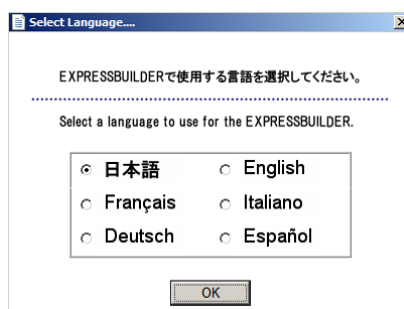 Select Language....
EXPRESSBUILDERで使用する言語を選択してください。
Select a language to use for the EXPRESSBUILDER.
日本語 English
Français Italiano
Deutsch Español
OK